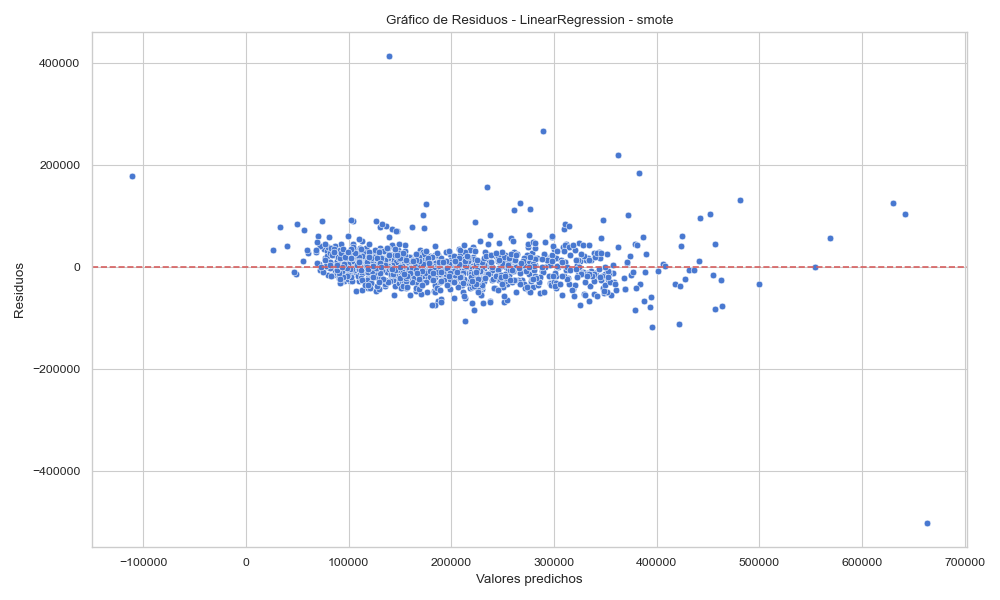 Gráfico de Residuos - LinearRegression - smote
400000
200000
0
−200000
−400000
Residuos
−100000 0 100000 200000 300000 400000 500000 600000 700000
Valores predichos